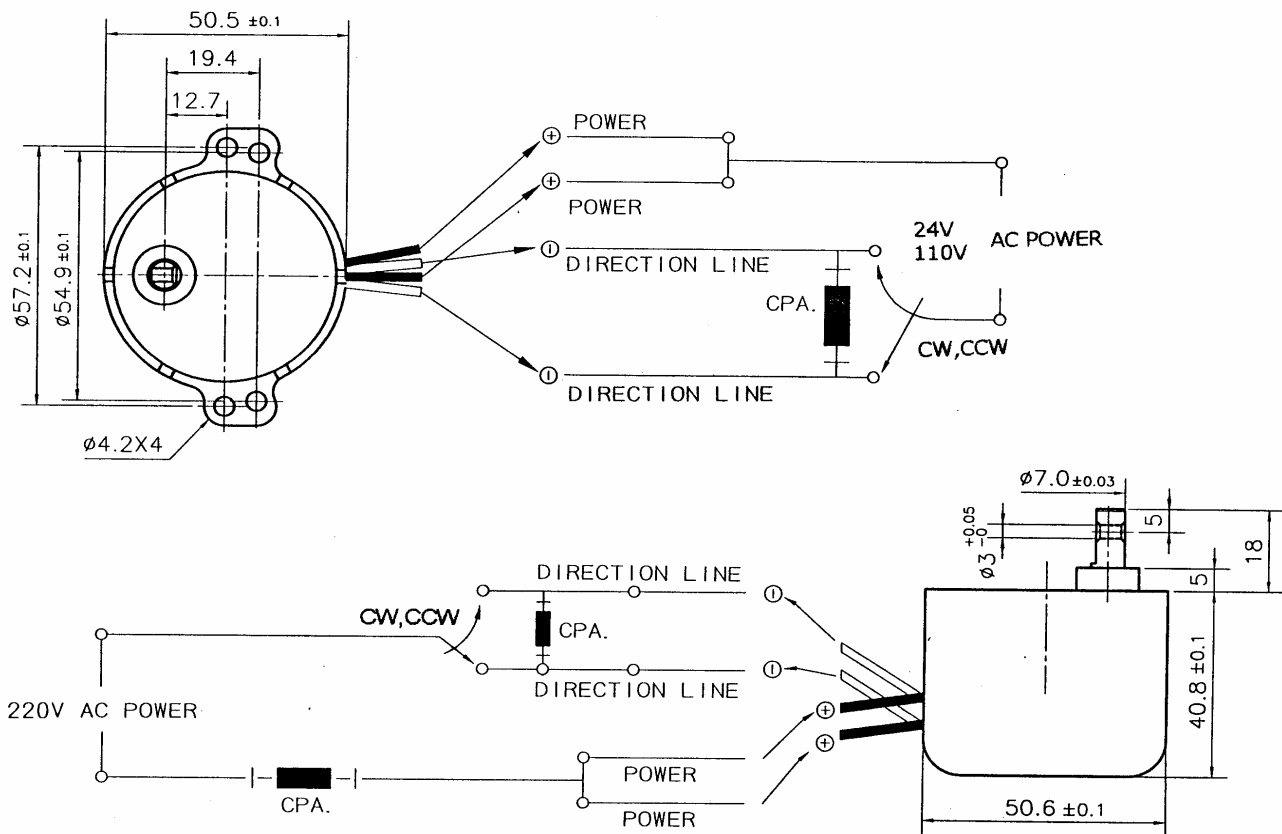 50.5 ±0.1
19.4
12.7
ø57.2 ±0.1
ø54.9 ±0.1
ø4.2X4
⊕ POWER
⊕ POWER
⊖ DIRECTION LINE
CPA.
24V
110V
AC POWER
CW,CCW
⊖ DIRECTION LINE
ø7.0 ±0.03
ø3 +0.05 -0
5
18
5
40.8 ±0.1
50.6 ±0.1
DIRECTION LINE ⊖
CW,CCW
CPA.
DIRECTION LINE ⊖
220V AC POWER
CPA.
POWER ⊕
POWER ⊕